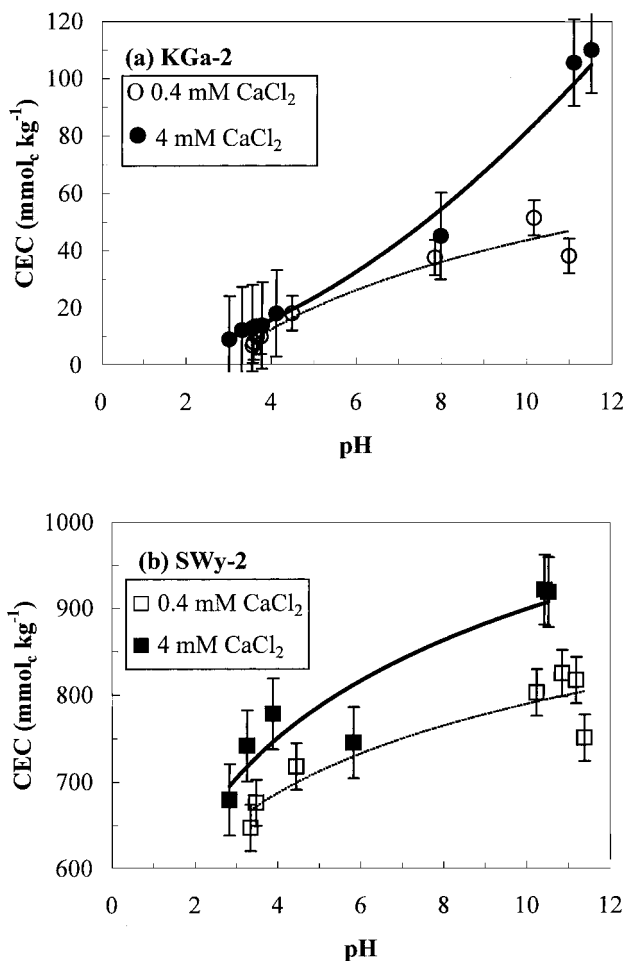 120
100
80
60
40
20
0
CEC (mmolc kg-1)
(a) KGa-2
0.4 mM CaCl2
4 mM CaCl2
0 2 4 6 8 10 12
pH
1000
900
800
700
600
CEC (mmolc kg-1)
(b) SWy-2
0.4 mM CaCl2
4 mM CaCl2
0 2 4 6 8 10 12
pH